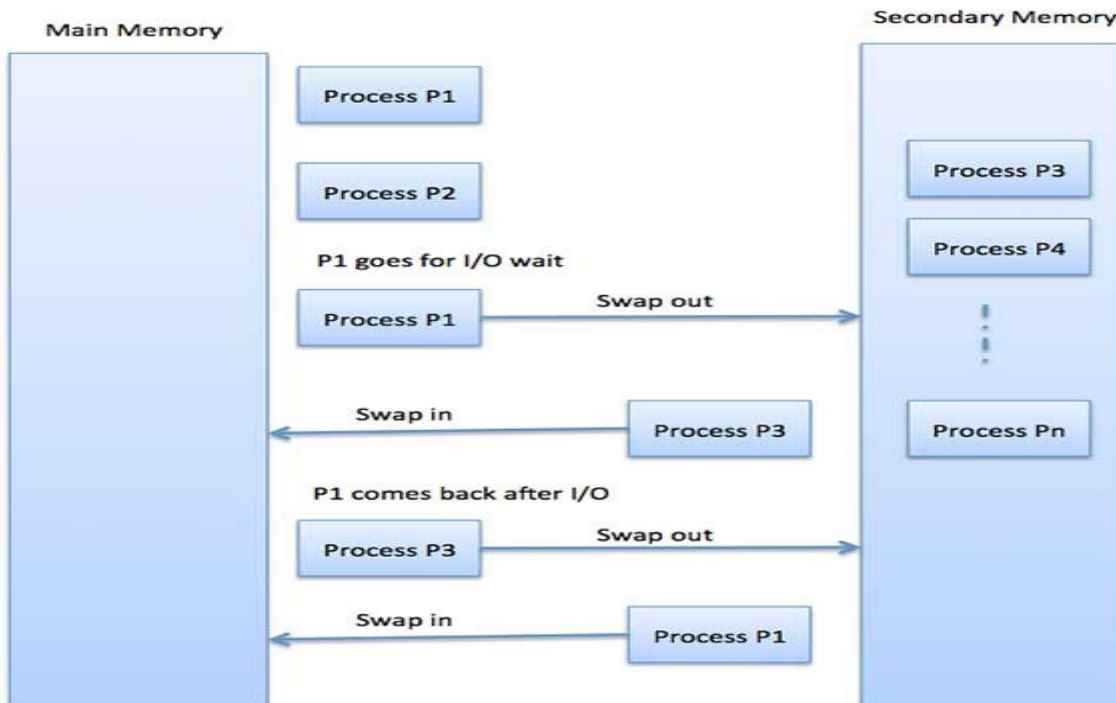 Main Memory
Secondary Memory
Process P1
Process P2
Process P3
Process P4
P1 goes for I/O wait
Process P1
Swap out
Swap in
Process P3
Process Pn
P1 comes back after I/O
Process P3
Swap out
Swap in
Process P1